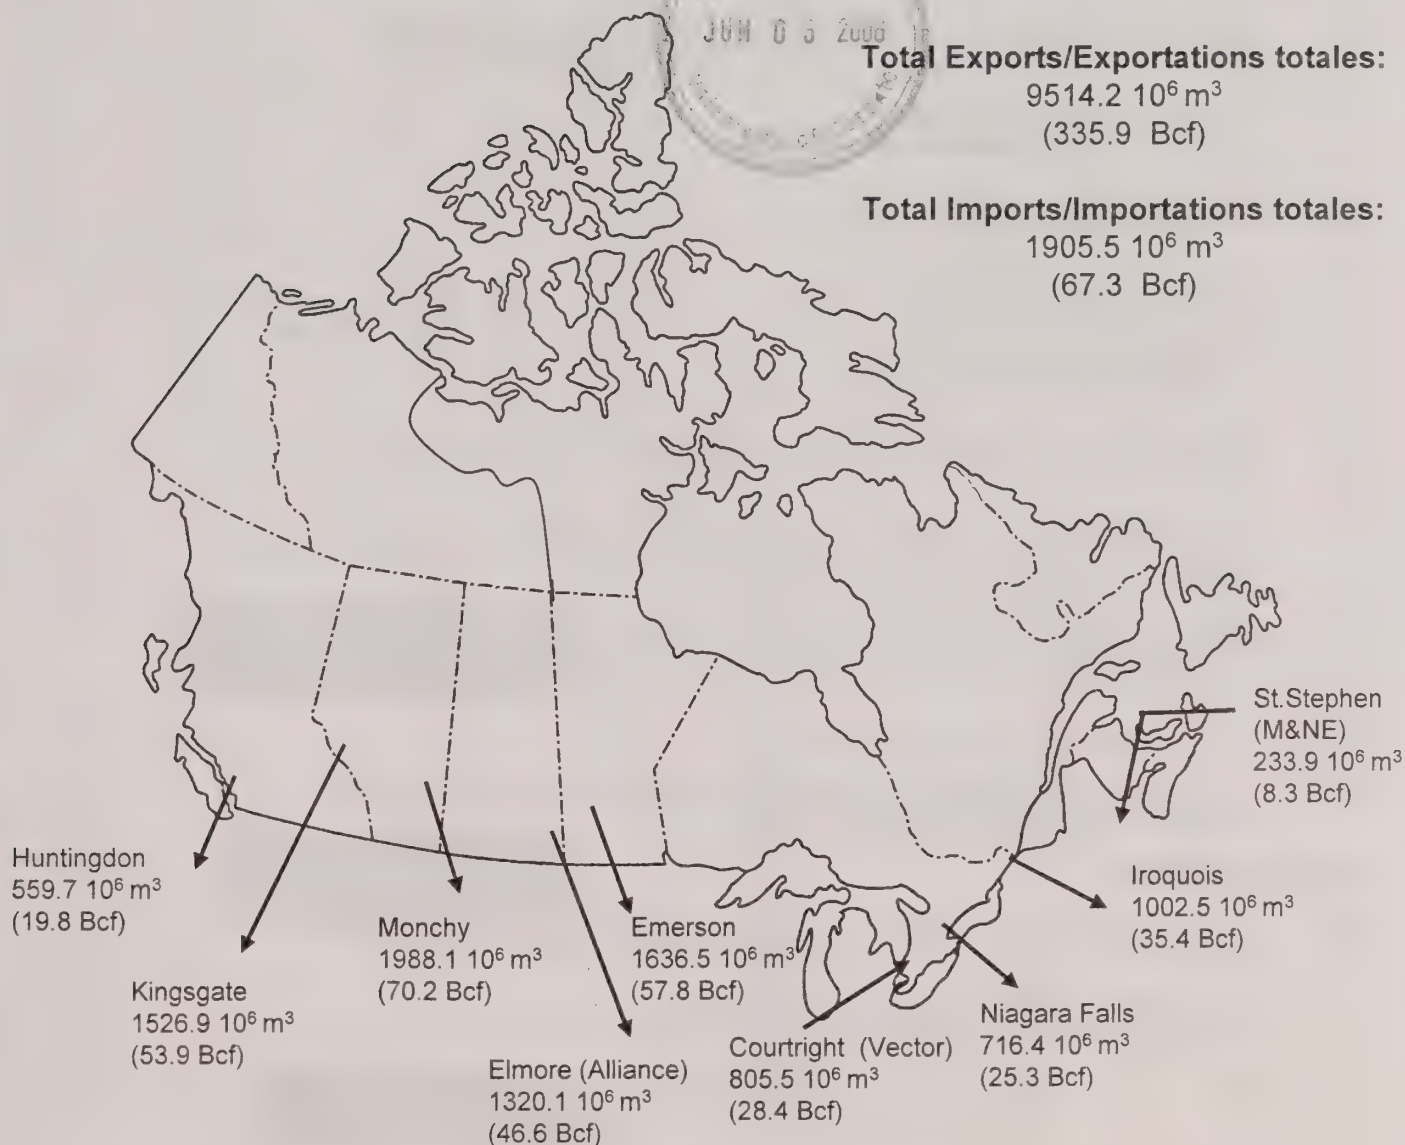 JUN 0
Total Exports/Exportations totales:
9514.2 10⁶ m³
(335.9 Bcf)
Total Imports/Importations totales:
1905.5 10⁶ m³
(67.3 Bcf)
St.Stephen
(M&NE)
233.9 10⁶ m³
(8.3 Bcf)
Huntingdon
559.7 10⁶ m³
(19.8 Bcf)
Iroquois
1002.5 10⁶ m³
(35.4 Bcf)
Monchy
1988.1 10⁶ m³
(70.2 Bcf)
Emerson
1636.5 10⁶ m³
(57.8 Bcf)
Kingsgate
1526.9 10⁶ m³
(53.9 Bcf)
Niagara Falls
716.4 10⁶ m³
(25.3 Bcf)
Courtright (Vector)
805.5 10⁶ m³
(28.4 Bcf)
Elmore (Alliance)
1320.1 10⁶ m³
(46.6 Bcf)